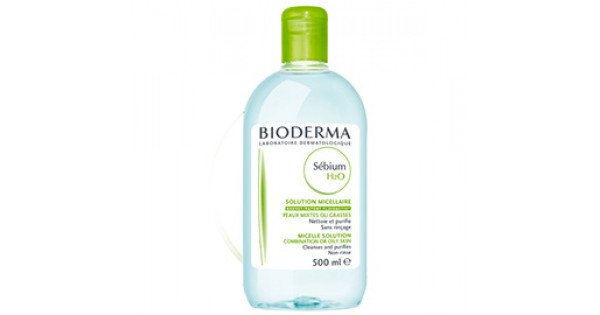 BIODERMA
LABORATOIRE DERMATOLOGIQUE
Sébium
H2O
SOLUTION MICELLAIRE
PEAUX MIXTES OU GRASSES
Nettoie et purifie
Sans rinçage
MICELLE SOLUTION
COMBINATION OR OILY SKIN
Cleanses and purifies
Non-rinse
500 ml ℮